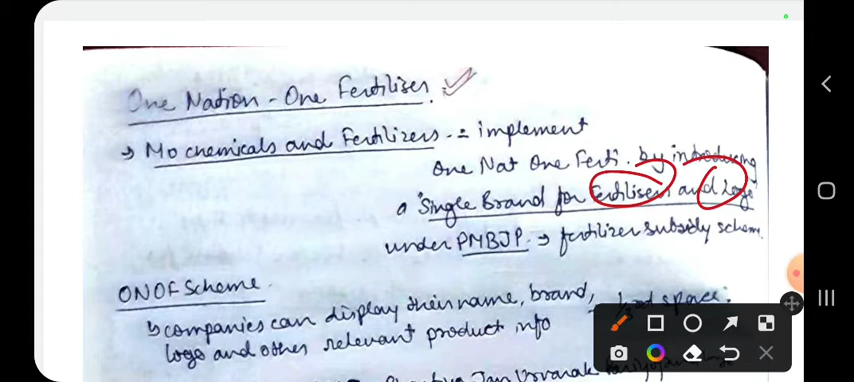 One Nation - One Fertiliser.
→ Mo chemicals and Fertilizers - = implement
One Nat One Ferti. by introducing
a "Single Brand for Fertilisers and Logo"
under PMBJP. → fertilizer subsidy scheme.
ONOF Scheme
↳ companies can display their name, brand,
logo and other relevant product info